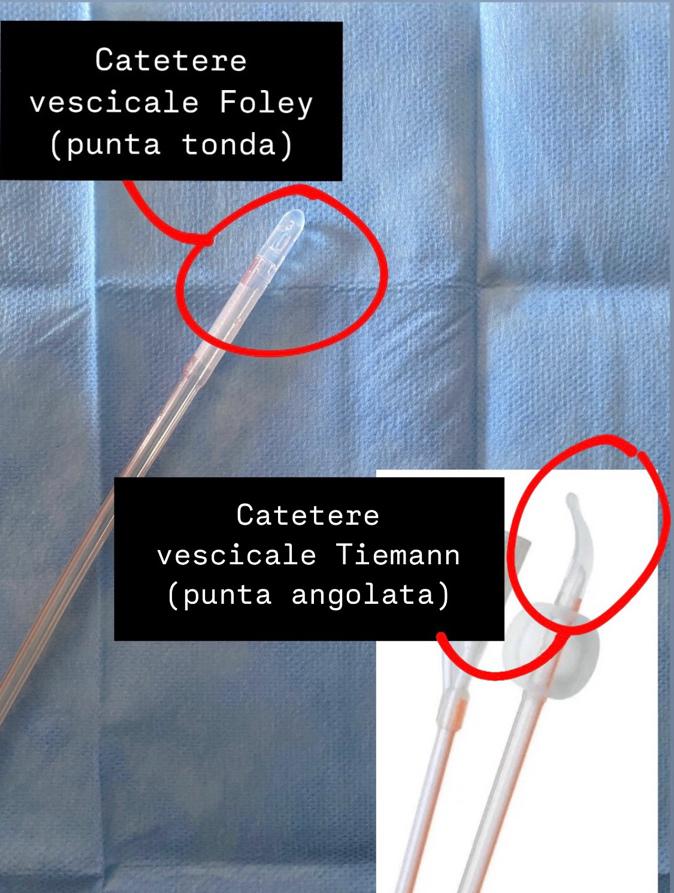 Catetere
vescicale Foley
(punta tonda)
Catetere
vescicale Tiemann
(punta angolata)